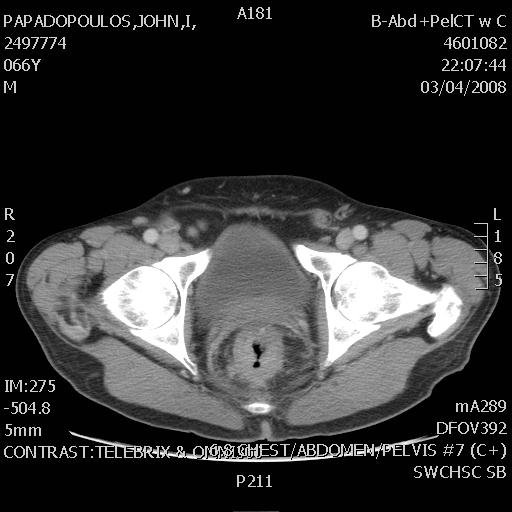 PAPADOPOULOS,JOHN,I,
2497774
066Y
M
A181
B-Abd+PelCT w C
4601082
22:07:44
03/04/2008
R
2
0
7
L
1
8
5
IM:275
-504.8
5mm
CONTRAST:TELEBRIX &
mA289
DFOV392
CHEST/ABDOMEN/PELVIS #7 (C+)
SWCHSC SB
P211